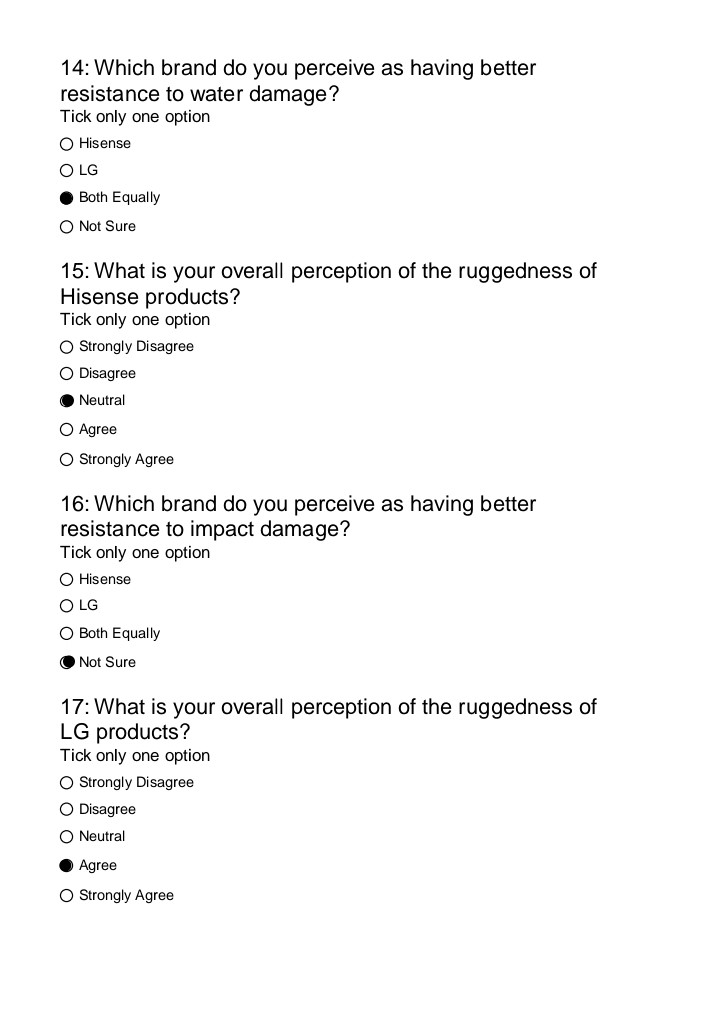 14: Which brand do you perceive as having better
resistance to water damage?
Tick only one option
Hisense
LG
Both Equally
Not Sure
15: What is your overall perception of the ruggedness of
Hisense products?
Tick only one option
Strongly Disagree
Disagree
Neutral
Agree
Strongly Agree
16: Which brand do you perceive as having better
resistance to impact damage?
Tick only one option
Hisense
LG
Both Equally
Not Sure
17: What is your overall perception of the ruggedness of
LG products?
Tick only one option
Strongly Disagree
Disagree
Neutral
Agree
Strongly Agree